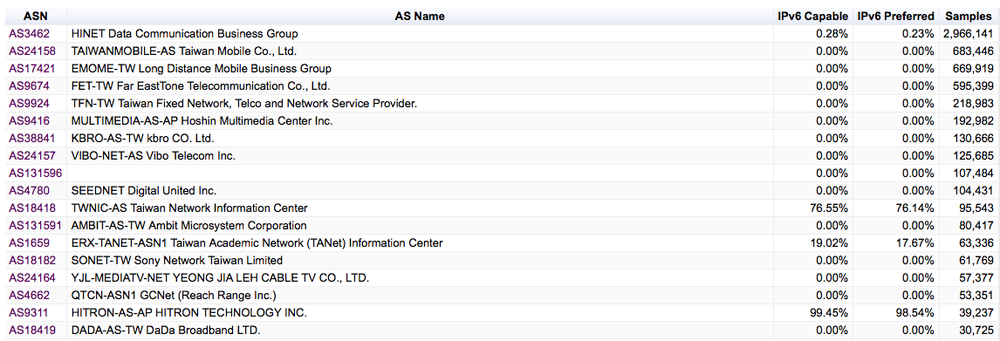 ASN AS Name IPv6 Capable IPv6 Preferred Samples
AS3462 HINET Data Communication Business Group 0.28% 0.23% 2,966,141
AS24158 TAIWANMOBILE-AS Taiwan Mobile Co., Ltd. 0.00% 0.00% 683,446
AS17421 EMOME-TW Long Distance Mobile Business Group 0.00% 0.00% 669,919
AS9674 FET-TW Far EastTone Telecommunication Co., Ltd. 0.00% 0.00% 595,399
AS9924 TFN-TW Taiwan Fixed Network, Telco and Network Service Provider. 0.00% 0.00% 218,983
AS9416 MULTIMEDIA-AS-AP Hoshin Multimedia Center Inc. 0.00% 0.00% 192,982
AS38841 KBRO-AS-TW kbro CO. Ltd. 0.00% 0.00% 130,666
AS24157 VIBO-NET-AS Vibo Telecom Inc. 0.00% 0.00% 125,685
AS131596 0.00% 0.00% 107,484
AS4780 SEEDNET Digital United Inc. 0.00% 0.00% 104,431
AS18418 TWNIC-AS Taiwan Network Information Center 76.55% 76.14% 95,543
AS131591 AMBIT-AS-TW Ambit Microsystem Corporation 0.00% 0.00% 80,417
AS1659 ERX-TANET-ASN1 Taiwan Academic Network (TANet) Information Center 19.02% 17.67% 63,336
AS18182 SONET-TW Sony Network Taiwan Limited 0.00% 0.00% 61,769
AS24164 YJL-MEDIATV-NET YEONG JIA LEH CABLE TV CO., LTD. 0.00% 0.00% 57,377
AS4662 QTCN-ASN1 GCNet (Reach Range Inc.) 0.00% 0.00% 53,351
AS9311 HITRON-AS-AP HITRON TECHNOLOGY INC. 99.45% 98.54% 39,237
AS18419 DADA-AS-TW DaDa Broadband LTD. 0.00% 0.00% 30,725